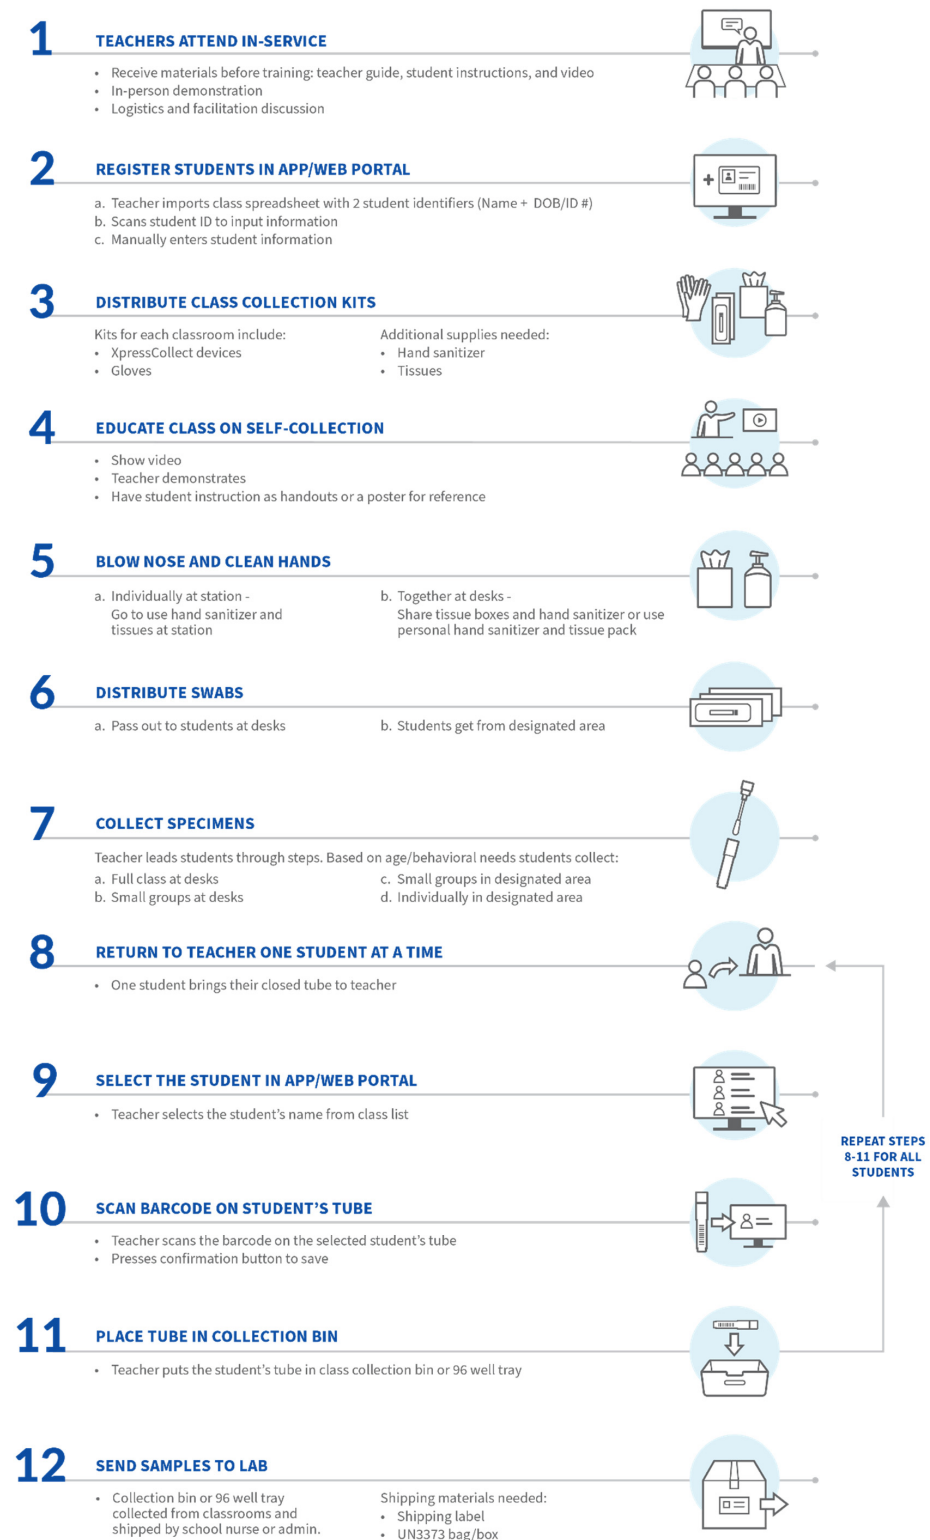 1
TEACHERS ATTEND IN-SERVICE
• Receive materials before training: teacher guide, student instructions, and video
• In-person demonstration
• Logistics and facilitation discussion
2
REGISTER STUDENTS IN APP/WEB PORTAL
a. Teacher imports class spreadsheet with 2 student identifiers (Name + DOB/ID #)
b. Scans student ID to input information
c. Manually enters student information
3
DISTRIBUTE CLASS COLLECTION KITS
Kits for each classroom include:
• XpressCollect devices
• Gloves
Additional supplies needed:
• Hand sanitizer
• Tissues
4
EDUCATE CLASS ON SELF-COLLECTION
• Show video
• Teacher demonstrates
• Have student instruction as handouts or a poster for reference
5
BLOW NOSE AND CLEAN HANDS
a. Individually at station -
Go to use hand sanitizer and
tissues at station
b. Together at desks -
Share tissue boxes and hand sanitizer or use
personal hand sanitizer and tissue pack
6
DISTRIBUTE SWABS
a. Pass out to students at desks
b. Students get from designated area
7
COLLECT SPECIMENS
Teacher leads students through steps. Based on age/behavioral needs students collect:
a. Full class at desks
b. Small groups at desks
c. Small groups in designated area
d. Individually in designated area
8
RETURN TO TEACHER ONE STUDENT AT A TIME
• One student brings their closed tube to teacher
9
SELECT THE STUDENT IN APP/WEB PORTAL
• Teacher selects the student's name from class list
REPEAT STEPS
8-11 FOR ALL
STUDENTS
10
SCAN BARCODE ON STUDENT'S TUBE
• Teacher scans the barcode on the selected student's tube
• Presses confirmation button to save
11
PLACE TUBE IN COLLECTION BIN
• Teacher puts the student's tube in class collection bin or 96 well tray
12
SEND SAMPLES TO LAB
• Collection bin or 96 well tray
collected from classrooms and
shipped by school nurse or admin.
Shipping materials needed:
• Shipping label
• UN3373 bag/box